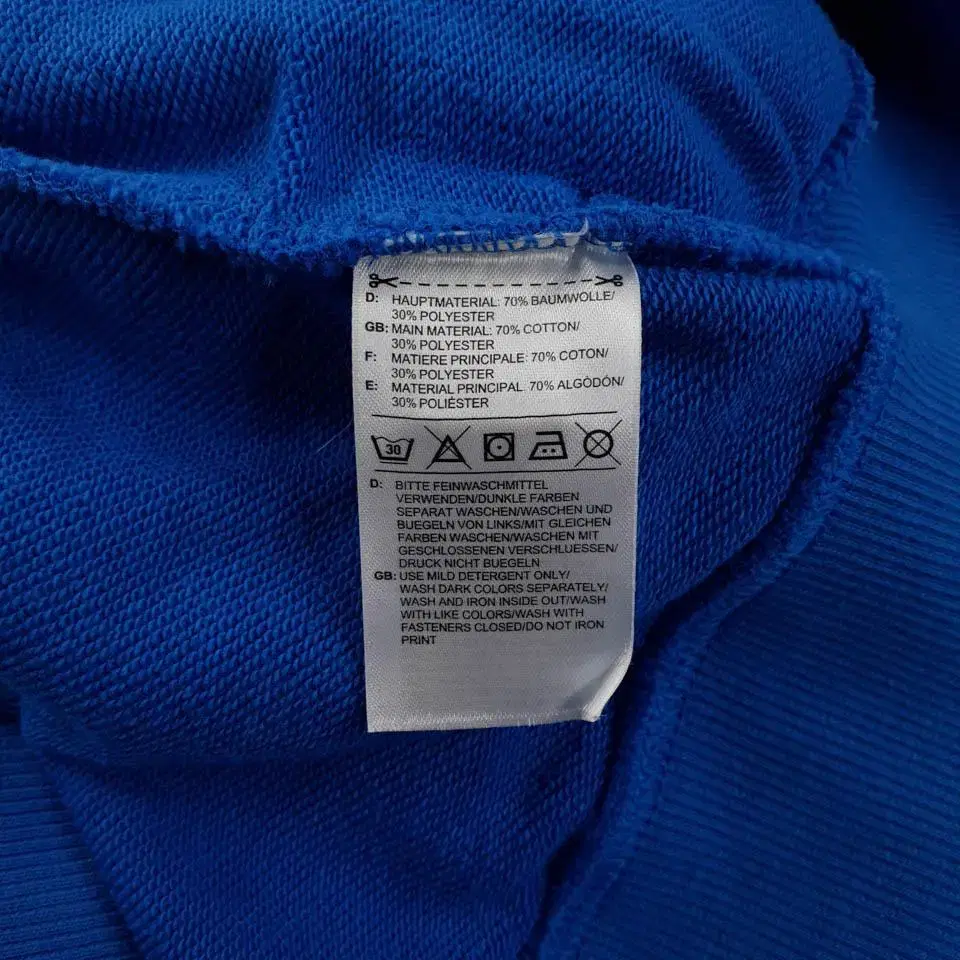 D: HAUPTMATERIAL: 70% BAUMWOLLE/
30% POLYESTER
GB: MAIN MATERIAL: 70% COTTON/
30% POLYESTER
F: MATIERE PRINCIPALE: 70% COTON/
30% POLYESTER
E: MATERIAL PRINCIPAL: 70% ALGÒDÓN/
30% POLIÉSTER
30
D: BITTE FEINWASCHMITTEL
VERWENDEN/DUNKLE FARBEN
SEPARAT WASCHEN/WASCHEN UND
BUEGELN VON LINKS/MIT GLEICHEN
FARBEN WASCHEN/WASCHEN MIT
GESCHLOSSENEN VERSCHLUESSEN/
DRUCK NICHT BUEGELN
GB: USE MILD DETERGENT ONLY/
WASH DARK COLORS SEPARATELY/
WASH AND IRON INSIDE OUT/WASH
WITH LIKE COLORS/WASH WITH
FASTENERS CLOSED/DO NOT IRON
PRINT